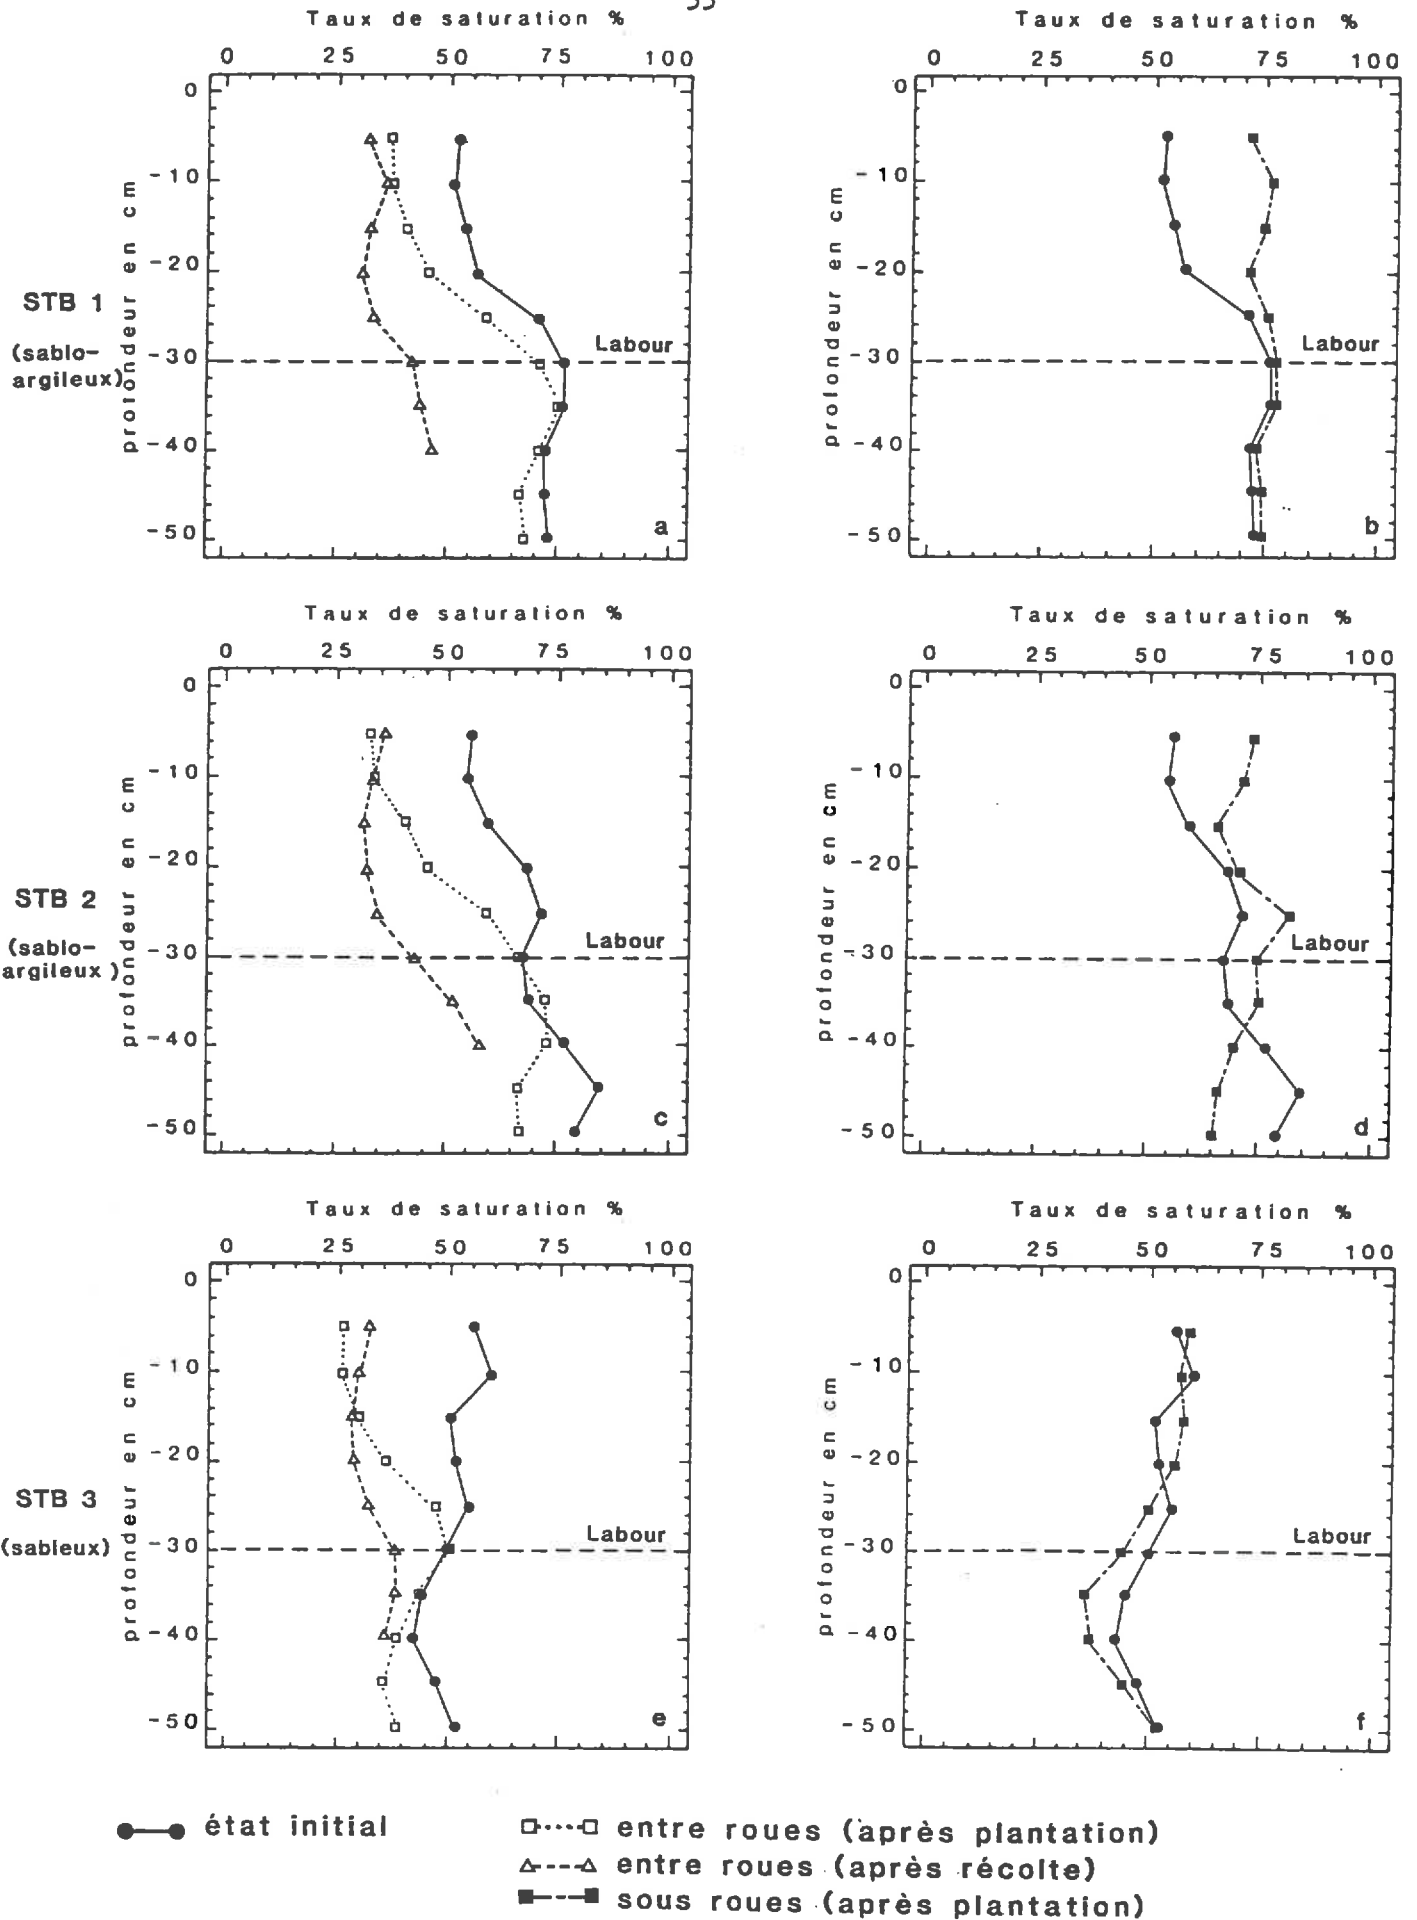 Taux de saturation %
0 25 50 75 100
0
-10
-20
-30
-40
-50
profondeur en cm
STB 1
(sablo-
argileux)
Labour
a
Taux de saturation %
0 25 50 75 100
0
-10
-20
-30
-40
-50
profondeur en cm
Labour
b
Taux de saturation %
0 25 50 75 100
0
-10
-20
-30
-40
-50
profondeur en cm
STB 2
(sablo-
argileux)
Labour
c
Taux de saturation %
0 25 50 75 100
0
-10
-20
-30
-40
-50
profondeur en cm
Labour
d
Taux de saturation %
0 25 50 75 100
0
-10
-20
-30
-40
-50
profondeur en cm
STB 3
(sableux)
Labour
e
Taux de saturation %
0 25 50 75 100
0
-10
-20
-30
-40
-50
profondeur en cm
Labour
f
état initial
entre roues (après plantation)
entre roues (après récolte)
sous roues (après plantation)